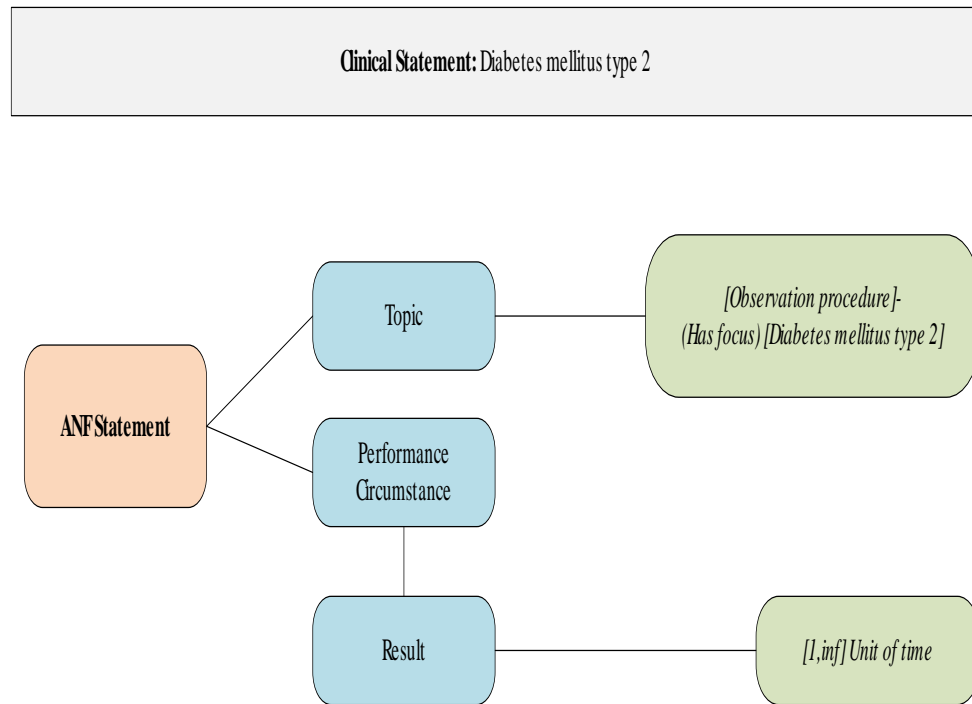 Clinical Statement: Diabetes mellitus type 2
Topic
[Observation procedure]-
(Has focus) [Diabetes mellitus type 2]
ANF Statement
Performance
Circumstance
Result
[1,inf] Unit of time